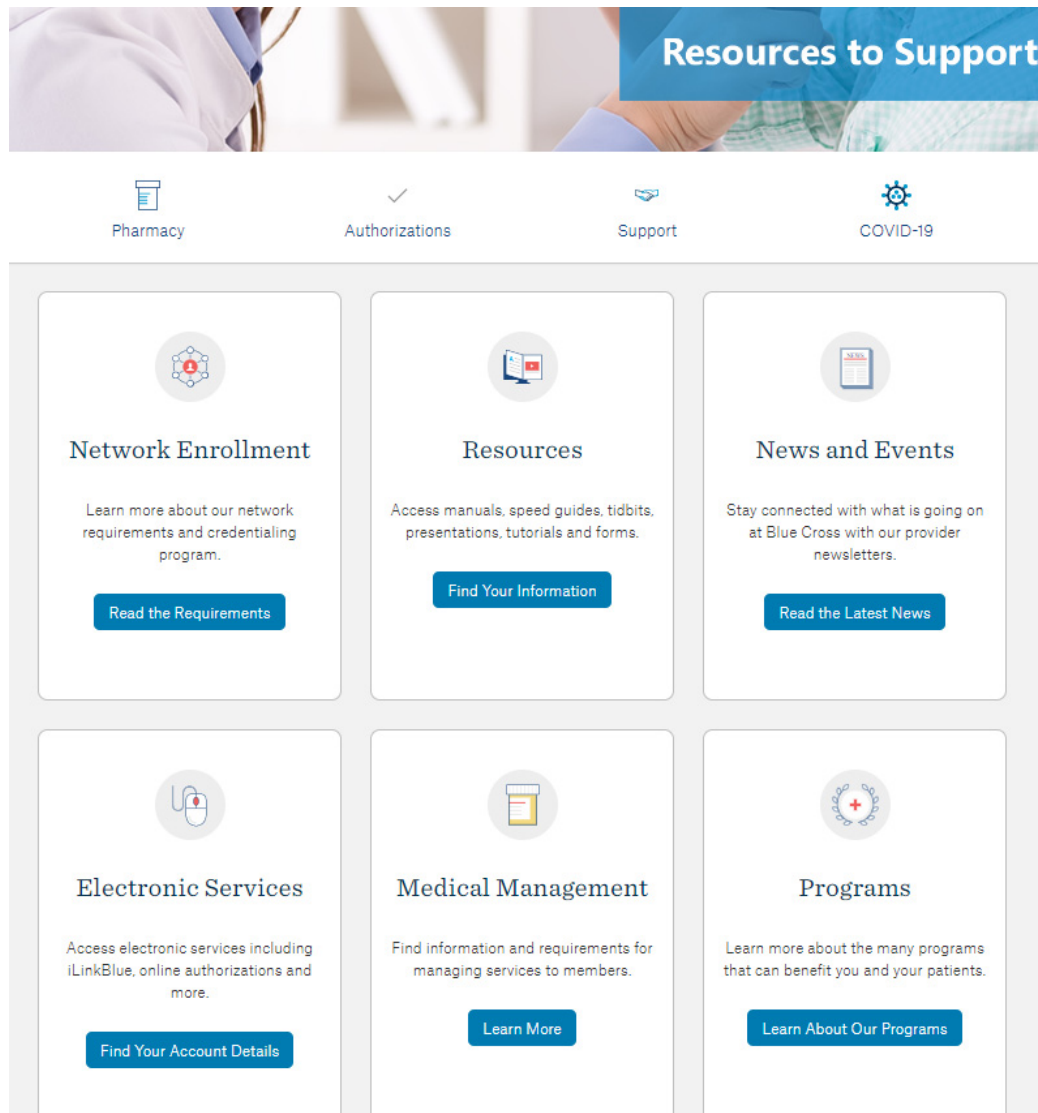 Resources to Support
Pharmacy
Authorizations
Support
COVID-19
Network Enrollment
Learn more about our network
requirements and credentialing
program.
Read the Requirements
Resources
Access manuals, speed guides, tidbits,
presentations, tutorials and forms.
Find Your Information
NEWS
News and Events
Stay connected with what is going on
at Blue Cross with our provider
newsletters.
Read the Latest News
Electronic Services
Access electronic services including
iLinkBlue, online authorizations and
more.
Find Your Account Details
Medical Management
Find information and requirements for
managing services to members.
Learn More
Programs
Learn more about the many programs
that can benefit you and your patients.
Learn About Our Programs